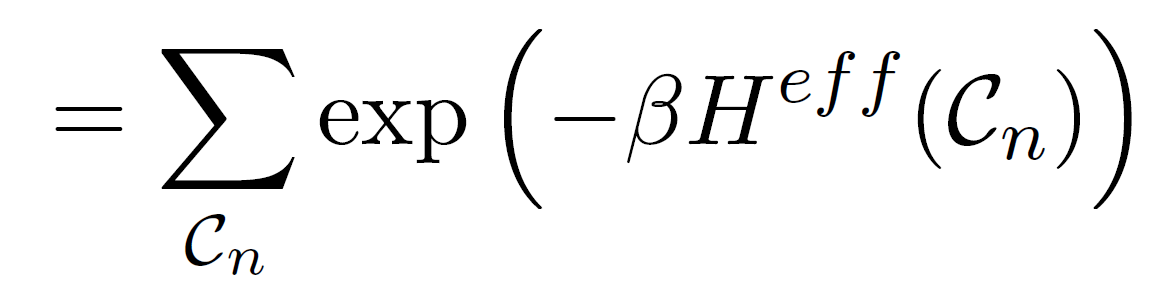 = \sum_{\mathcal{C}_n} \exp\left(-\beta H^{eff}(\mathcal{C}_n)\right)